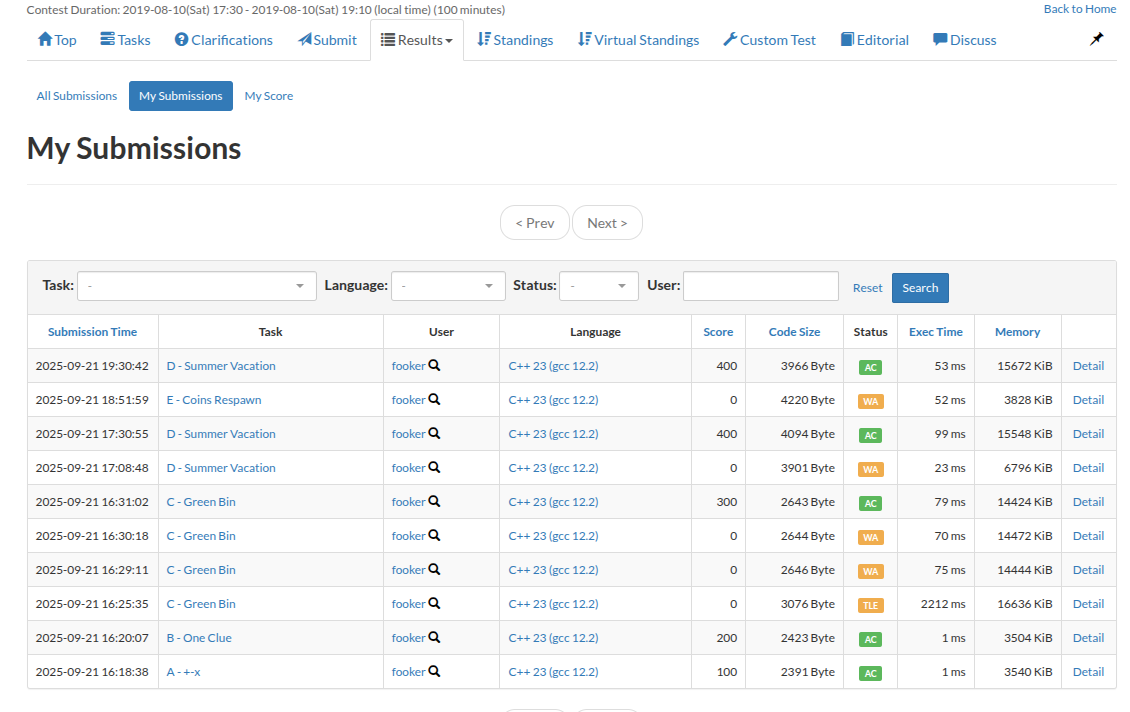 Contest Duration: 2019-08-10(Sat) 17:30 - 2019-08-10(Sat) 19:10 (local time) (100 minutes) Back to Home
Top Tasks Clarifications Submit Results Standings Virtual Standings Custom Test Editorial Discuss
All Submissions My Submissions My Score
My Submissions
< Prev Next >
Task: - Language: - Status: - User: Reset Search
Submission Time Task User Language Score Code Size Status Exec Time Memory
2025-09-21 19:30:42 D - Summer Vacation fooker C++ 23 (gcc 12.2) 400 3966 Byte AC 53 ms 15672 KiB Detail
2025-09-21 18:51:59 E - Coins Respawn fooker C++ 23 (gcc 12.2) 0 4220 Byte WA 52 ms 3828 KiB Detail
2025-09-21 17:30:55 D - Summer Vacation fooker C++ 23 (gcc 12.2) 400 4094 Byte AC 99 ms 15548 KiB Detail
2025-09-21 17:08:48 D - Summer Vacation fooker C++ 23 (gcc 12.2) 0 3901 Byte WA 23 ms 6796 KiB Detail
2025-09-21 16:31:02 C - Green Bin fooker C++ 23 (gcc 12.2) 300 2643 Byte AC 79 ms 14424 KiB Detail
2025-09-21 16:30:18 C - Green Bin fooker C++ 23 (gcc 12.2) 0 2644 Byte WA 70 ms 14472 KiB Detail
2025-09-21 16:29:11 C - Green Bin fooker C++ 23 (gcc 12.2) 0 2646 Byte WA 75 ms 14444 KiB Detail
2025-09-21 16:25:35 C - Green Bin fooker C++ 23 (gcc 12.2) 0 3076 Byte TLE 2212 ms 16636 KiB Detail
2025-09-21 16:20:07 B - One Clue fooker C++ 23 (gcc 12.2) 200 2423 Byte AC 1 ms 3504 KiB Detail
2025-09-21 16:18:38 A - +-x fooker C++ 23 (gcc 12.2) 100 2391 Byte AC 1 ms 3540 KiB Detail